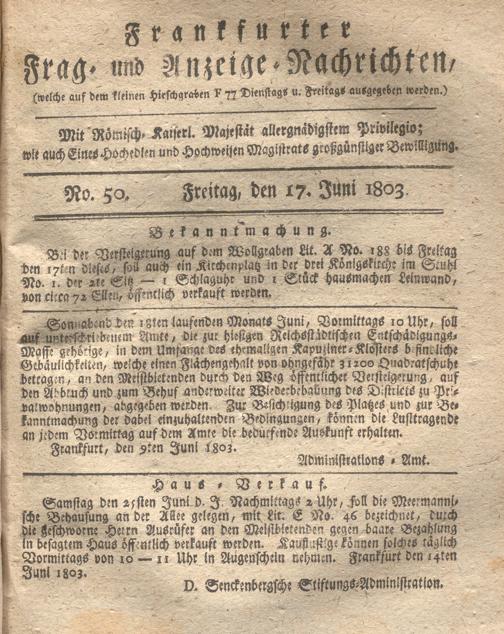 Frankfurter
Frag- und Anzeige-Nachrichten,
(welche auf dem kleinen Hirschgraben F 77 Dienstags u. Freitags ausgegeben werden.)
Mit Römisch-Kaiserl. Majestät allergnädigstem Privilegio;
wie auch Eines-Hochedlen und Hochweisen Magistrats großgünstiger Bewilligung.
No. 50. Freitag, den 17. Juni 1803.
Bekanntmachung.
Bei der Versteigerung auf dem Wollgraben Lit. A No. 188 bis Freitag
den 17ten dieses, soll auch ein Kirchenplatz in der drei Königskirche im Stuhl
No. 1. der 2te Sitz — 1 Schlaguhr und 1 Stück hausmachen Leinwand,
von circa 72 Ellen, öffentlich verkauft werden.
Sonnabend den 18ten laufenden Monats Juni, Vormittags 10 Uhr, soll
auf unterschriebenem Amte, die zur hiesigen Reichsstädtischen Entschädigungs-
Masse gehörige, in dem Umfange des ehemaligen Kapuziner-Klosters befindliche
Gebäulichkeiten, welche einen Flächengehalt von ohngefähr 31200 Quadratschuhe
betragen, an den Meistbietenden durch den Weg öffentlicher Versteigerung, auf
den Abbruch und zum Behuf anderweiter Wiederbebauung des Districts zu Pri-
vatwohnungen, abgegeben werden. Zur Besichtigung des Platzes und zur Be-
kanntmachung der dabei einzuhaltenden Bedingungen, können die Lusttragende
an jedem Vormittag auf dem Amte die bedürfende Auskunft erhalten.
Frankfurt, den 9ten Juni 1803.
Administrations-Amt.
Haus-Verkauf.
Samstag den 25sten Juni d. J. Nachmittags 2 Uhr, soll die Meermanni-
sche Behausung an der Allee gelegen, mit Lit. E No. 46 bezeichnet, durch
die geschworne Herrn Ausrüfer an den Meistbietenden gegen baare Bezahlung
in besagtem Haus öffentlich verkauft werden. Kauflustige können solches täglich
Vormittags von 10 — 11 Uhr in Augenschein nehmen. Frankfurt den 14ten
Juni 1803.
D. Senckenbergsche Stiftungs-Administration.